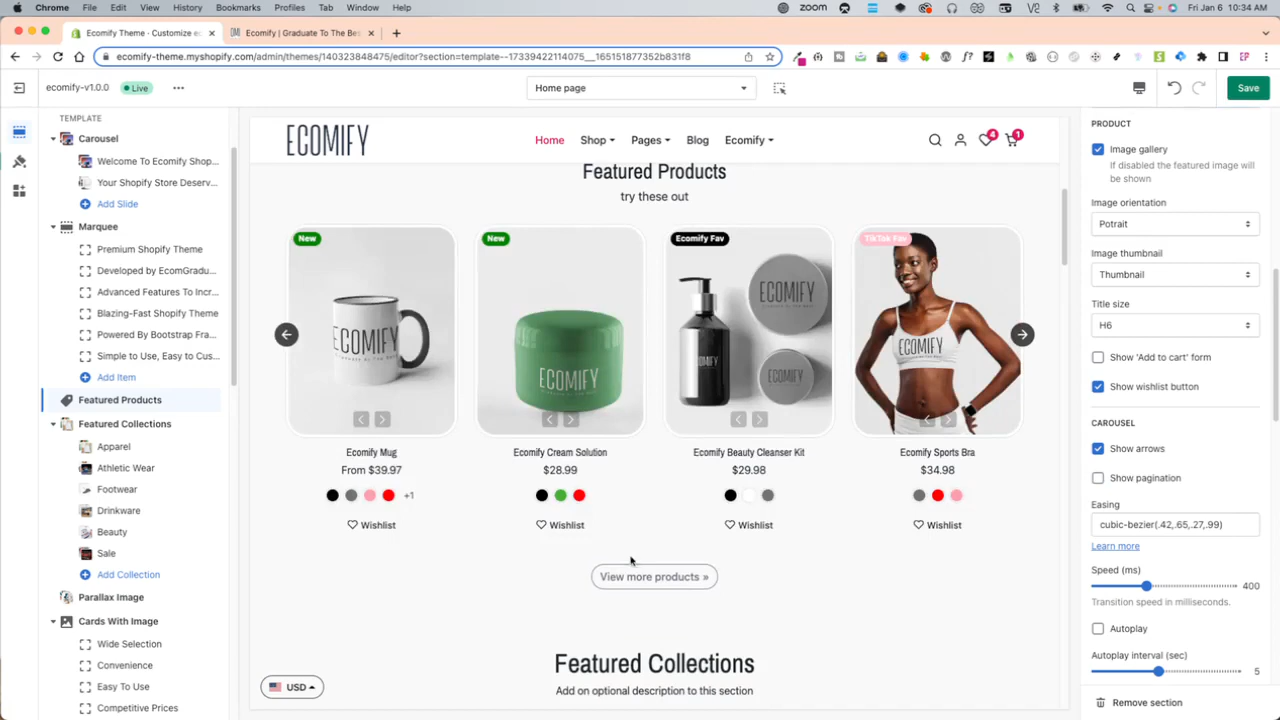 Chrome File Edit View History Bookmarks Profiles Tab Window Help
zoom
Fri Jan 6 10:34 AM
Ecomify Theme · Customize ec
Ecomify | Graduate To The Bes
ecomify-theme.myshopify.com/admin/themes/140323848475/editor?section=template--17339422114075__165151877352b831f8
ecomify-v1.0.0 Live
Home page
Save
TEMPLATE
Carousel
Welcome To Ecomify Shop...
Your Shopify Store Deserv...
Add Slide
Marquee
Premium Shopify Theme
Developed by EcomGradu...
Advanced Features To Incr...
Blazing-Fast Shopify Theme
Powered By Bootstrap Fra...
Simple to Use, Easy to Cus...
Add Item
Featured Products
Featured Collections
Apparel
Athletic Wear
Footwear
Drinkware
Beauty
Sale
Add Collection
Parallax Image
Cards With Image
Wide Selection
Convenience
Easy To Use
Competitive Prices
ECOMIFY
Home Shop Pages Blog Ecomify
4 1
Featured Products
try these out
New New Ecomify Fav TikTok Fav
ECOMIFY
ECOMIFY
ECOMIFY
ECOMIFY
ECOMIFY
ECOMIFY
Ecomify Mug Ecomify Cream Solution Ecomify Beauty Cleanser Kit Ecomify Sports Bra
From $39.97 $28.99 $29.98 $34.98
+1
Wishlist Wishlist Wishlist Wishlist
View more products »
Featured Collections
Add on optional description to this section
USD
PRODUCT
Image gallery
If disabled the featured image will
be shown
Image orientation
Potrait
Image thumbnail
Thumbnail
Title size
H6
Show 'Add to cart' form
Show wishlist button
CAROUSEL
Show arrows
Show pagination
Easing
cubic-bezier(.42,.65,.27,.99)
Learn more
Speed (ms)
400
Transition speed in milliseconds.
Autoplay
Autoplay interval (sec)
5
Remove section